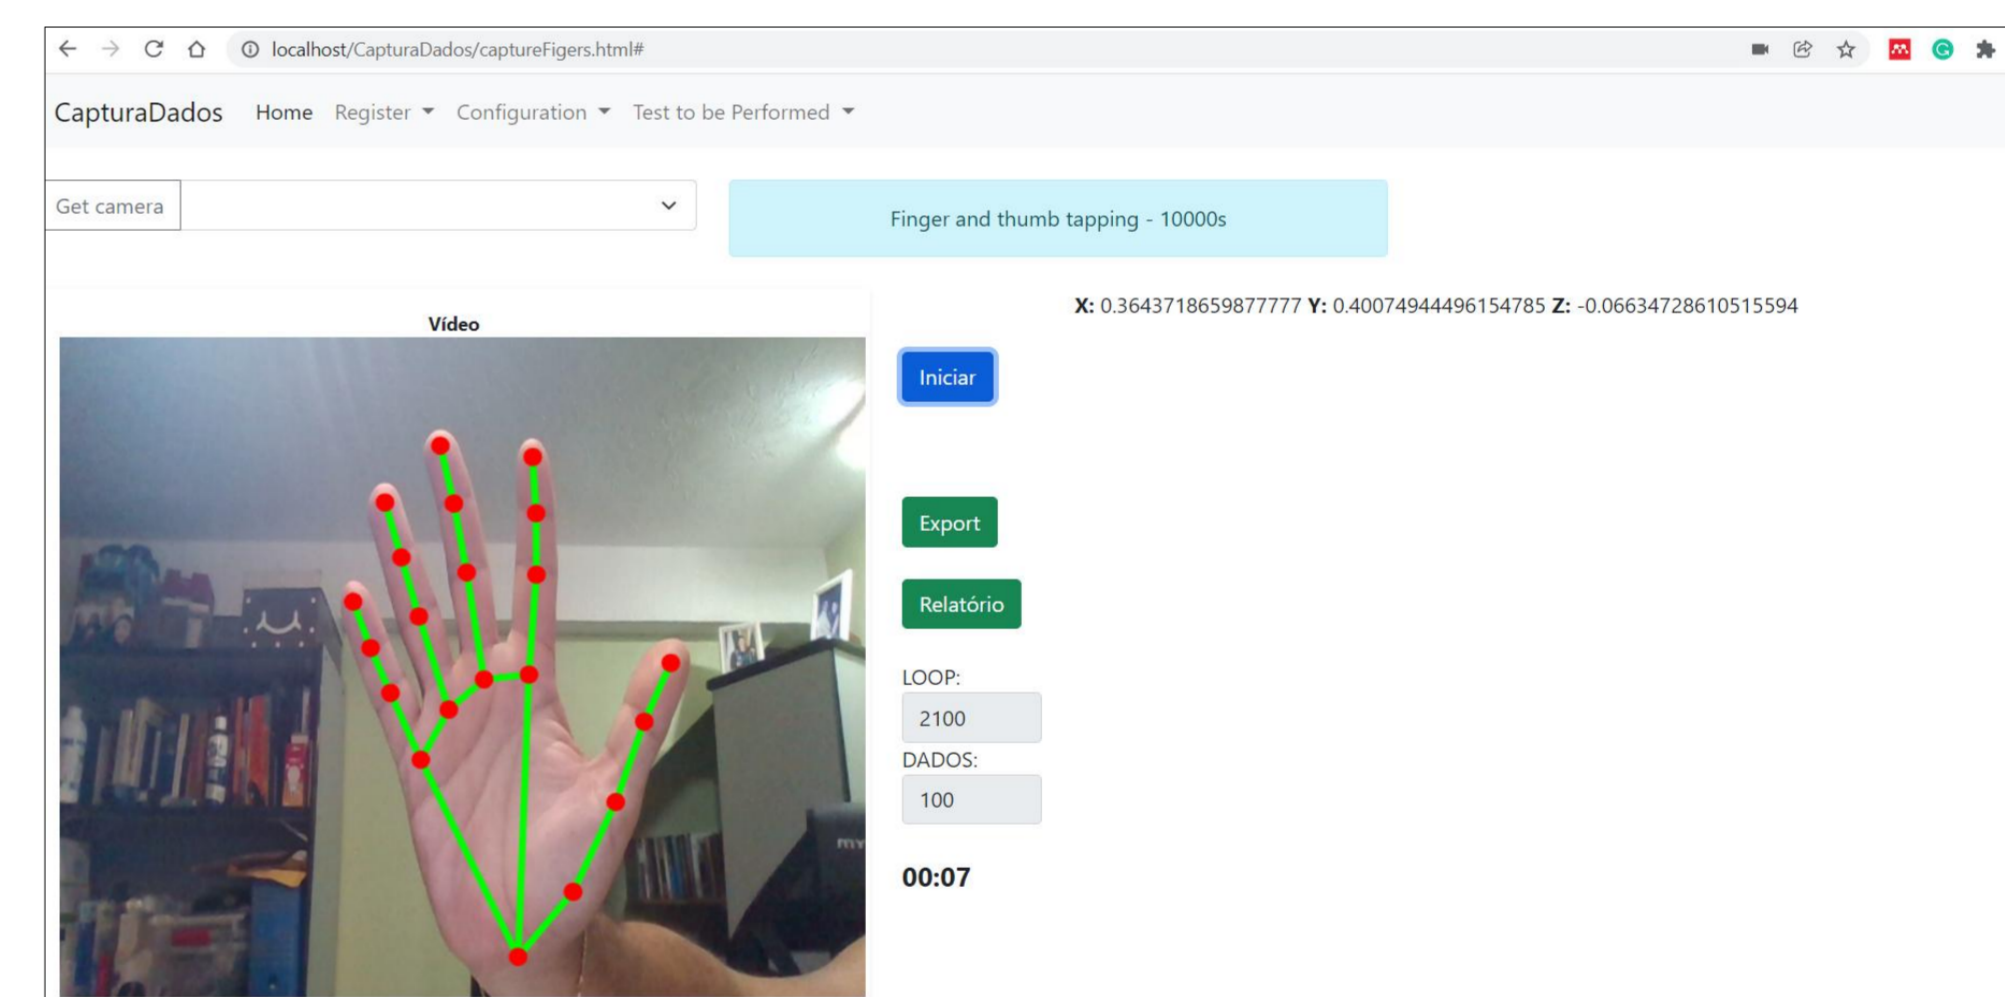 localhost/CapturaDados/captureFigers.html#
CapturaDados Home Register Configuration Test to be Performed
Get camera
Finger and thumb tapping - 10000s
X: 0.3643718659877777 Y: 0.40074944496154785 Z: -0.06634728610515594
Vídeo
Iniciar
Export
Relatório
LOOP:
2100
DADOS:
100
00:07